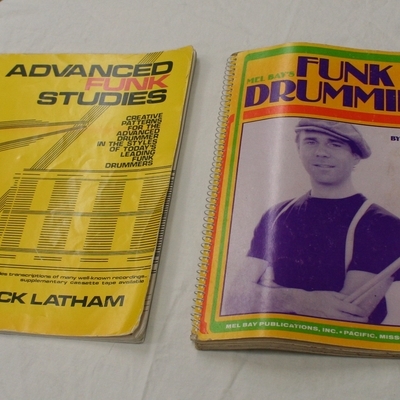 ADVANCED
FUNK
STUDIES
CREATIVE
PATTERNS
FOR THE
ADVANCED
DRUMMER
IN THE STYLES
OF TODAY'S
LEADING
FUNK
DRUMMERS
transcriptions of many well known recordings
supplementary cassette tape available
CK LATHAM
MEL BAY'S
FUNK
DRUMMI
BY
MEL BAY PUBLICATIONS, INC. • PACIFIC, MISS